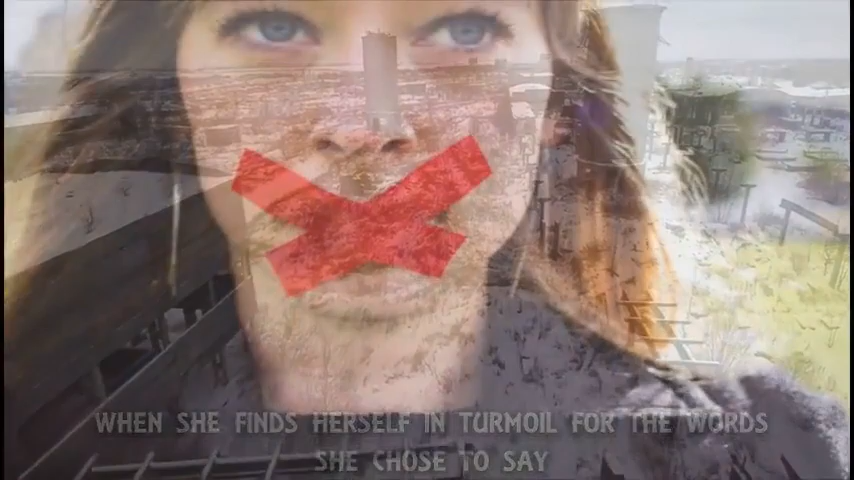 WHEN SHE FINDS HERSELF IN TURMOIL FOR THE WORDS
SHE CHOSE TO SAY